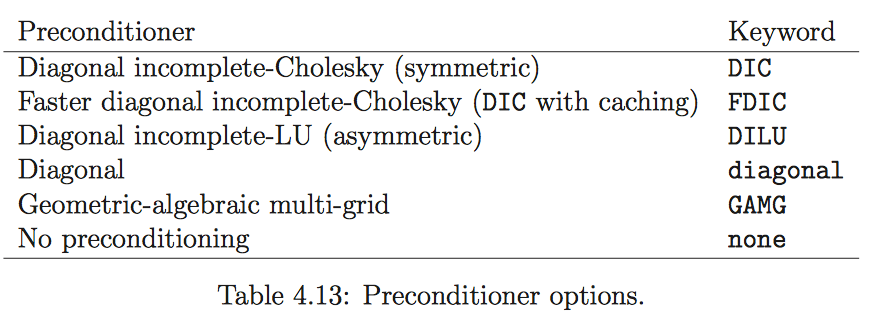 Preconditioner Keyword
Diagonal incomplete-Cholesky (symmetric) DIC
Faster diagonal incomplete-Cholesky (DIC with caching) FDIC
Diagonal incomplete-LU (asymmetric) DILU
Diagonal diagonal
Geometric-algebraic multi-grid GAMG
No preconditioning none
Table 4.13: Preconditioner options.